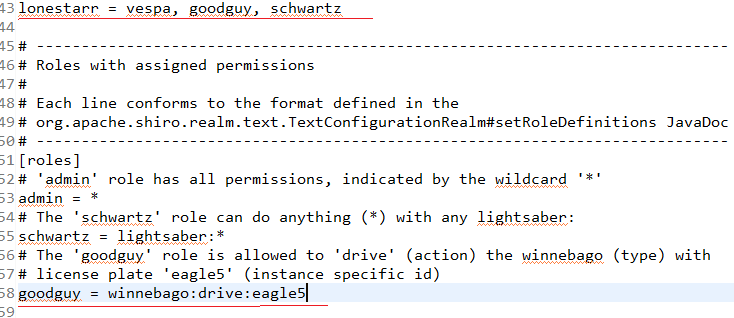 43 lonestarr = vespa, goodguy, schwartz
44
45 # -----------------------------------------------------------------------------
46 # Roles with assigned permissions
47 #
48 # Each line conforms to the format defined in the
49 # org.apache.shiro.realm.text.TextConfigurationRealm#setRoleDefinitions JavaDoc
50 # -----------------------------------------------------------------------------
51 [roles]
52 # 'admin' role has all permissions, indicated by the wildcard '*'
53 admin = *
54 # The 'schwartz' role can do anything (*) with any lightsaber:
55 schwartz = lightsaber:*
56 # The 'goodguy' role is allowed to 'drive' (action) the winnebago (type) with
57 # license plate 'eagle5' (instance specific id)
58 goodguy = winnebago:drive:eagle5
59